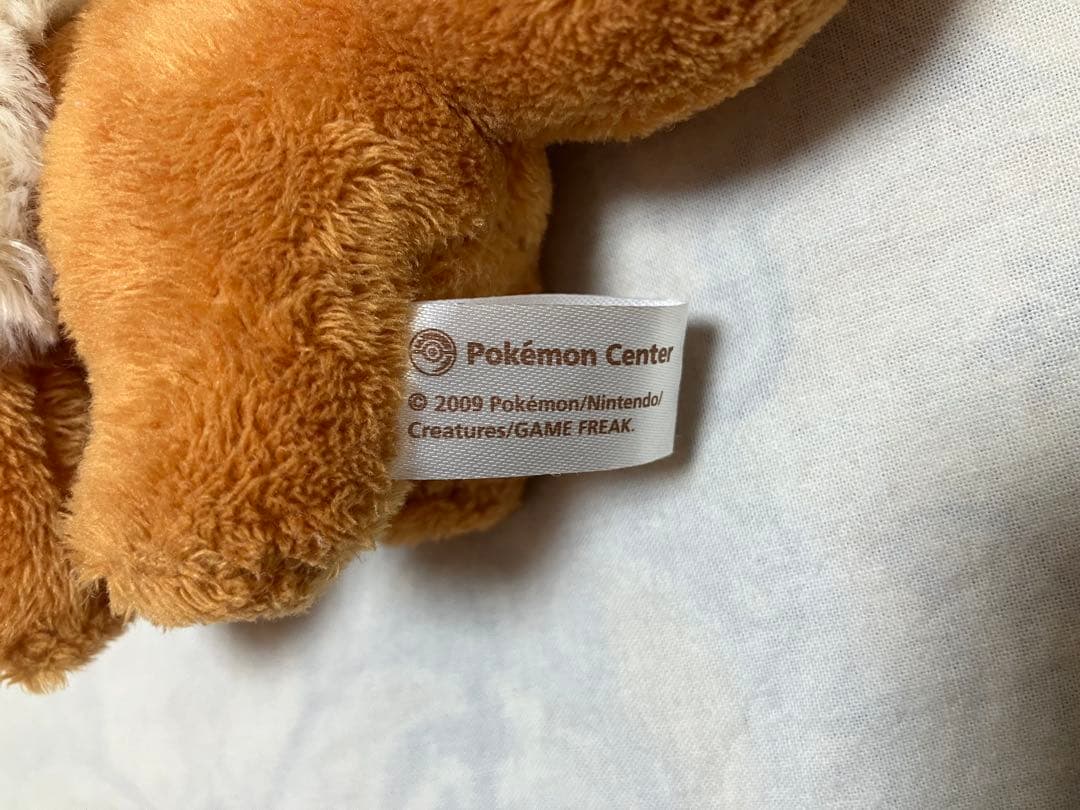 Pokémon Center
© 2009 Pokémon/Nintendo/
Creatures/GAME FREAK.